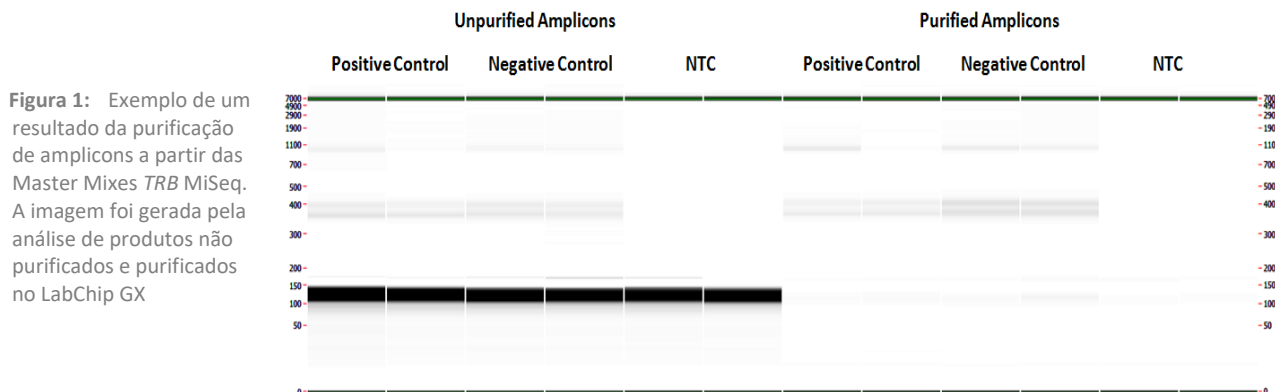 Unpurified Amplicons
Purified Amplicons
Positive Control
Negative Control
NTC
Positive Control
Negative Control
NTC
Figura 1: Exemplo de um
resultado da purificação
de amplicons a partir das
Master Mixes TRB MiSeq.
A imagem foi gerada pela
análise de produtos não
purificados e purificados
no LabChip GX
7000
4900
2900
1900
1100
700
500
400
300
200
150
100
50
0
700
490
290
190
110
700
500
400
300
200
150
100
50
0